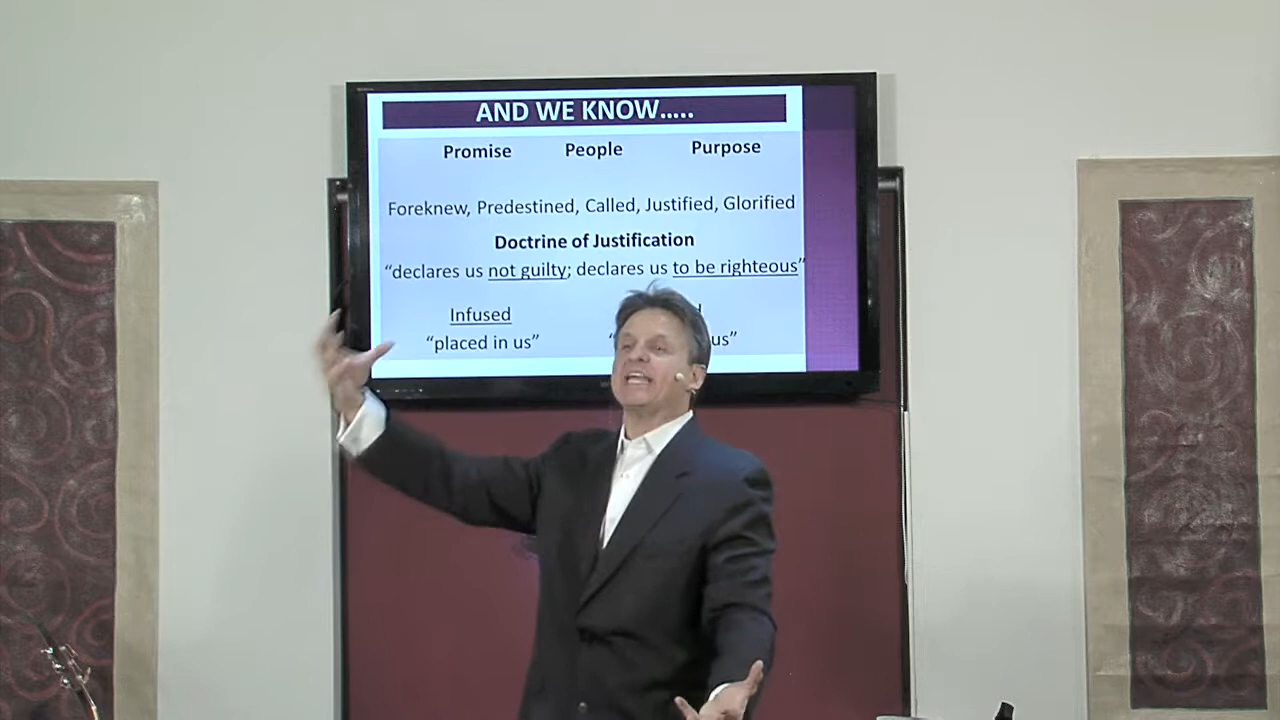 AND WE KNOW.....
Promise People Purpose
Foreknew, Predestined, Called, Justified, Glorified
Doctrine of Justification
“declares us not guilty; declares us to be righteous”
Infused
“placed in us” “ us”